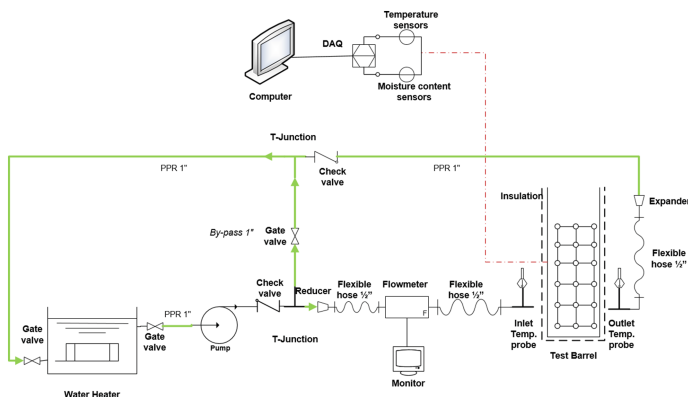 Temperature
sensors
DAQ
Computer
Moisture content
sensors
T-Junction
PPR 1"
Check
valve
PPR 1"
Insulation
Expander
By-pass 1"
Gate
valve
Flexible
hose ½"
Check
valve
Reducer
Flexible
hose ½"
Flowmeter
Flexible
hose ½"
F
Gate
valve
PPR 1"
Gate
valve
Pump
T-Junction
Inlet
Temp.
probe
Outlet
Temp.
probe
Test Barrel
Monitor
Water Heater